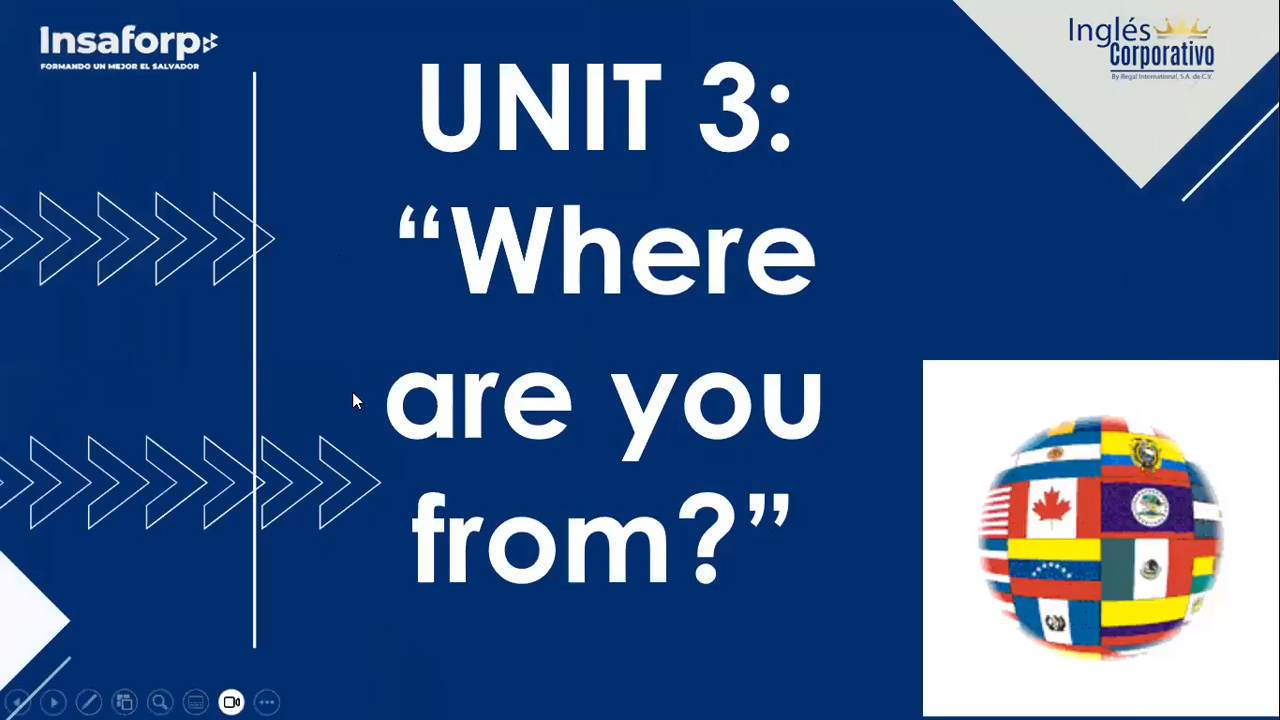 Insaforp
FORMANDO UN MEJOR EL SALVADOR
Inglés
Corporativo
By Regal International, S.A. de C.V.
UNIT 3:
“Where
are you
from?”